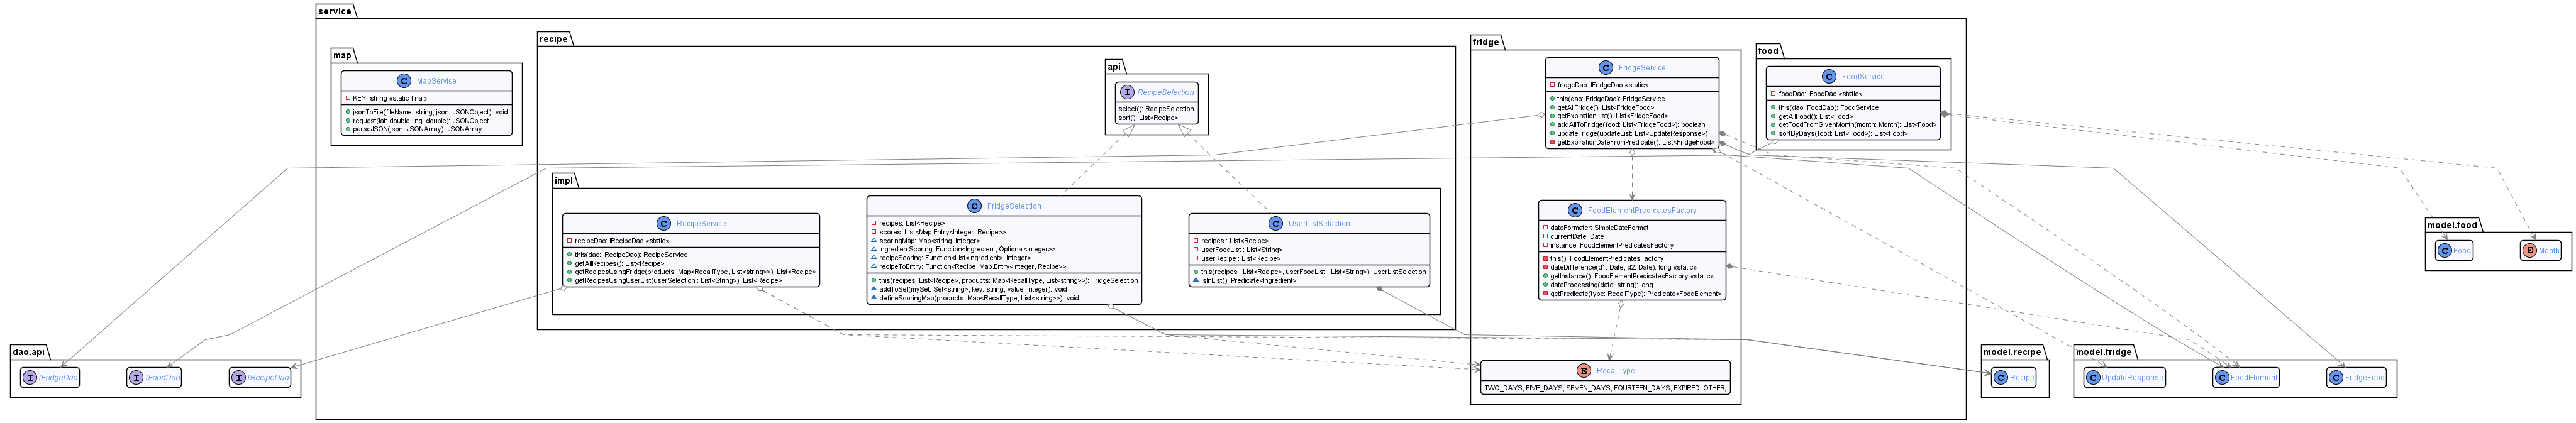 service
map
MapService
KEY: string «static final»
jsonToFile(fileName: string, json: JSONObject): void
request(lat: double, lng: double): JSONObject
parseJSON(json: JSONArray): JSONArray
recipe
api
RecipeSelection
select(): RecipeSelection
sort(): List<Recipe>
impl
RecipeService
recipeDao: IRecipeDao «static»
this(dao: IRecipeDao): RecipeService
getAllRecipes(): List<Recipe>
getRecipesUsingFridge(products: Map<RecallType, List<string>>): List<Recipe>
getRecipesUsingUserList(userSelection : List<String>): List<Recipe>
FridgeSelection
recipes: List<Recipe>
scores: List<Map.Entry<Integer, Recipe>>
scoringMap: Map<string, Integer>
ingredientScoring: Function<Ingredient, Optional<Integer>>
recipeScoring: Function<List<Ingredient>, Integer>
recipeToEntry: Function<Recipe, Map.Entry<Integer, Recipe>>
this(recipes: List<Recipe>, products: Map<RecallType, List<string>>): FridgeSelection
addToSet(mySet: Set<string>, key: string, value: integer): void
defineScoringMap(products: Map<RecallType, List<string>>): void
UserListSelection
recipes : List<Recipe>
userFoodList : List<String>
userRecipe : List<Recipe>
this(recipes : List<Recipe>, userFoodList : List<String>): UserListSelection
isInList(): Predicate<Ingredient>
fridge
FridgeService
fridgeDao: IFridgeDao «static»
this(dao: FridgeDao): FridgeService
getAllFridge(): List<FridgeFood>
getExpirationList(): List<FridgeFood>
addAllToFridge(food: List<FridgeFood>): boolean
updateFridge(updateList: List<UpdateResponse>)
getExpirationDateFromPredicate(): List<FridgeFood>
FoodElementPredicatesFactory
dateFormater: SimpleDateFormat
currentDate: Date
instance: FoodElementPredicatesFactory
this(): FoodElementPredicatesFactory
dateDifference(d1: Date, d2: Date): long «static»
getInstance(): FoodElementPredicatesFactory «static»
dateProcessing(date: string): long
getPredicate(type: RecallType): Predicate<FoodElement>
RecallType
TWO_DAYS, FIVE_DAYS, SEVEN_DAYS, FOURTEEN_DAYS, EXPIRED, OTHER;
food
FoodService
foodDao: IFoodDao «static»
this(dao: FoodDao): FoodService
getAllFood(): List<Food>
getFoodFromGivenMonth(month: Month): List<Food>
sortByDays(food: List<Food>): List<Food>
model.food
Food
Month
dao.api
IFridgeDao
IFoodDao
IRecipeDao
model.recipe
Recipe
model.fridge
UpdateResponse
FoodElement
FridgeFood